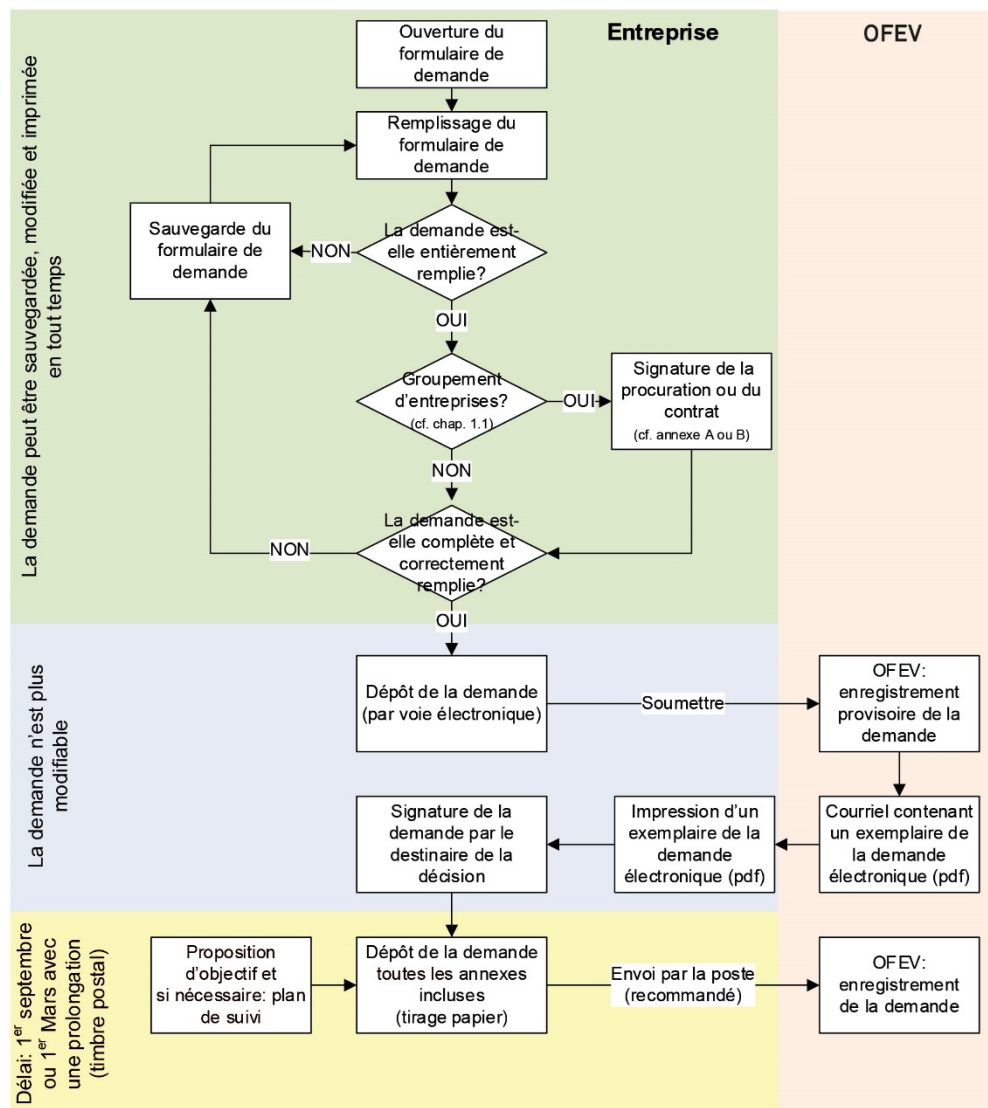 Entreprise
OFEV
La demande peut être sauvegardée, modifiée et imprimée
en tout temps
Ouverture du
formulaire de
demande
Remplissage du
formulaire de
demande
Sauvegarde du
formulaire de
demande
NON
La demande est-
elle entièrement
remplie?
OUI
Groupement
d'entreprises?
(cf. chap. 1.1)
OUI
Signature de la
procuration ou du
contrat
(cf. annexe A ou B)
NON
La demande est-
elle complète et
correctement
remplie?
NON
OUI
La demande n'est plus
modifiable
Dépôt de la demande
(par voie électronique)
Soumettre
OFEV:
enregistrement
provisoire de la
demande
Signature de la
demande par le
destinaire de la
décision
Impression d'un
exemplaire de la
demande
électronique (pdf)
Courriel contenant
un exemplaire de
la demande
électronique (pdf)
Délai: 1er septembre
ou 1er Mars avec
une prolongation
(timbre postal)
Proposition
d'objectif et
si nécessaire: plan
de suivi
Dépôt de la demande
toutes les annexes
incluses
(tirage papier)
Envoi par la poste
(recommandé)
OFEV:
enregistrement
de la demande